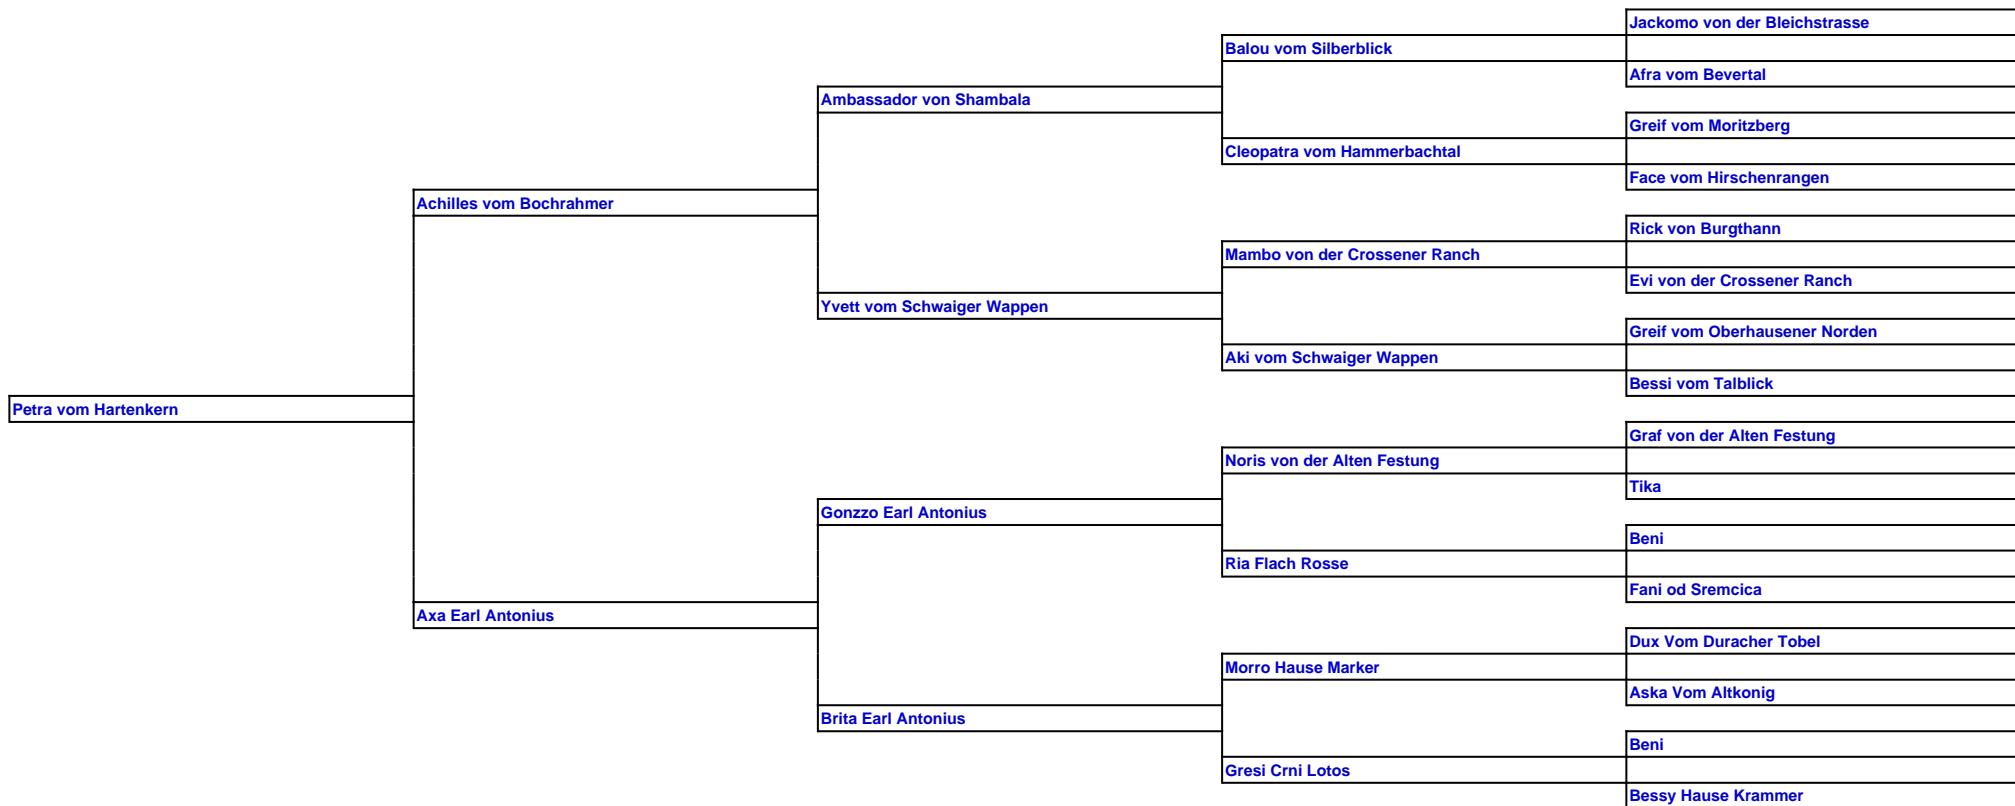 Jackomo von der Bleichstrasse
Balou vom Silberblick
Afra vom Bevertal
Ambassador von Shambala
Greif vom Moritzberg
Cleopatra vom Hammerbachtal
Face vom Hirschenrangen
Achilles vom Bochrahmer
Rick von Burgthann
Mambo von der Crossener Ranch
Evi von der Crossener Ranch
Yvett vom Schwaiger Wappen
Greif vom Oberhausener Norden
Aki vom Schwaiger Wappen
Bessi vom Talblick
Petra vom Hartenkern
Graf von der Alten Festung
Noris von der Alten Festung
Tika
Gonzzo Earl Antonius
Beni
Ria Flach Rosse
Fani od Sremcica
Axa Earl Antonius
Dux Vom Duracher Tobel
Morro Hause Marker
Aska Vom Altkonig
Brita Earl Antonius
Beni
Gresi Crni Lotos
Bessy Hause Krammer